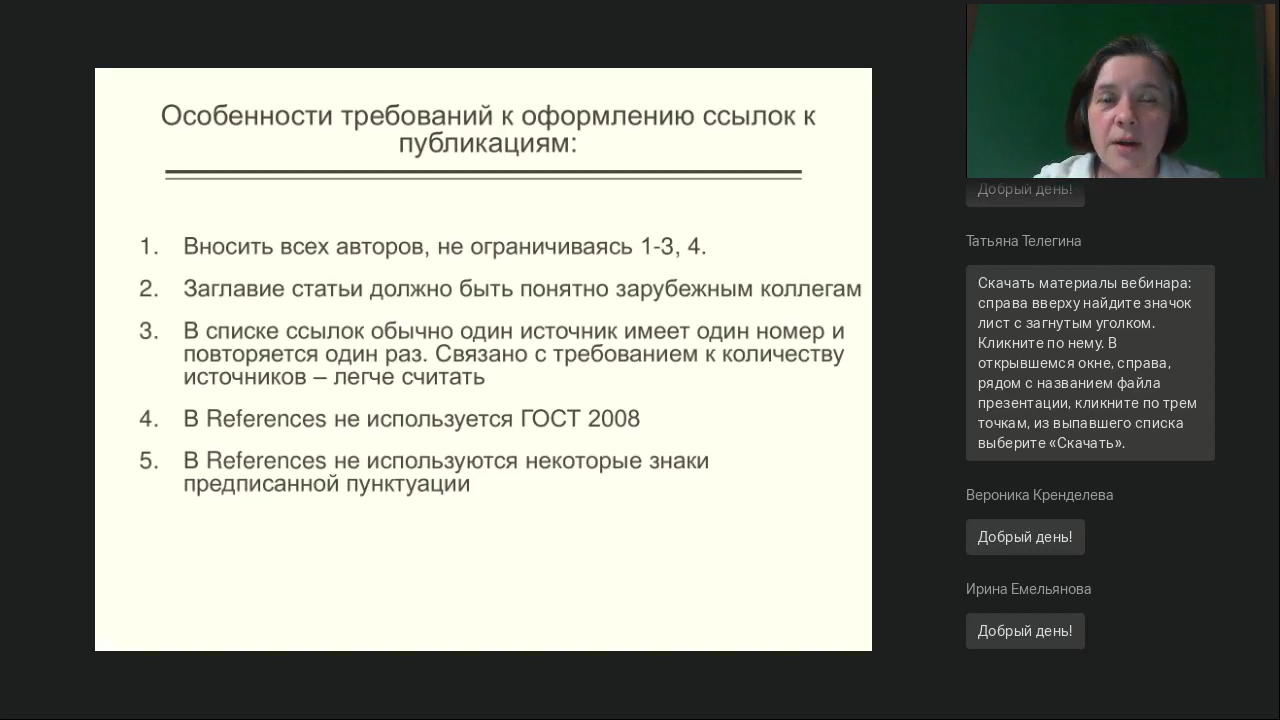 Особенности требований к оформлению ссылок к
публикациям:
1. Вносить всех авторов, не ограничиваясь 1-3, 4.
2. Заглавие статьи должно быть понятно зарубежным коллегам
3. В списке ссылок обычно один источник имеет один номер и
повторяется один раз. Связано с требованием к количеству
источников – легче считать
4. В References не используется ГОСТ 2008
5. В References не используются некоторые знаки
предписанной пунктуации
Добрый день!
Татьяна Телегина
Скачать материалы вебинара:
справа вверху найдите значок
лист с загнутым уголком.
Кликните по нему. В
открывшемся окне, справа,
рядом с названием файла
презентации, кликните по трем
точкам, из выпавшего списка
выберите «Скачать».
Вероника Кренделева
Добрый день!
Ирина Емельянова
Добрый день!